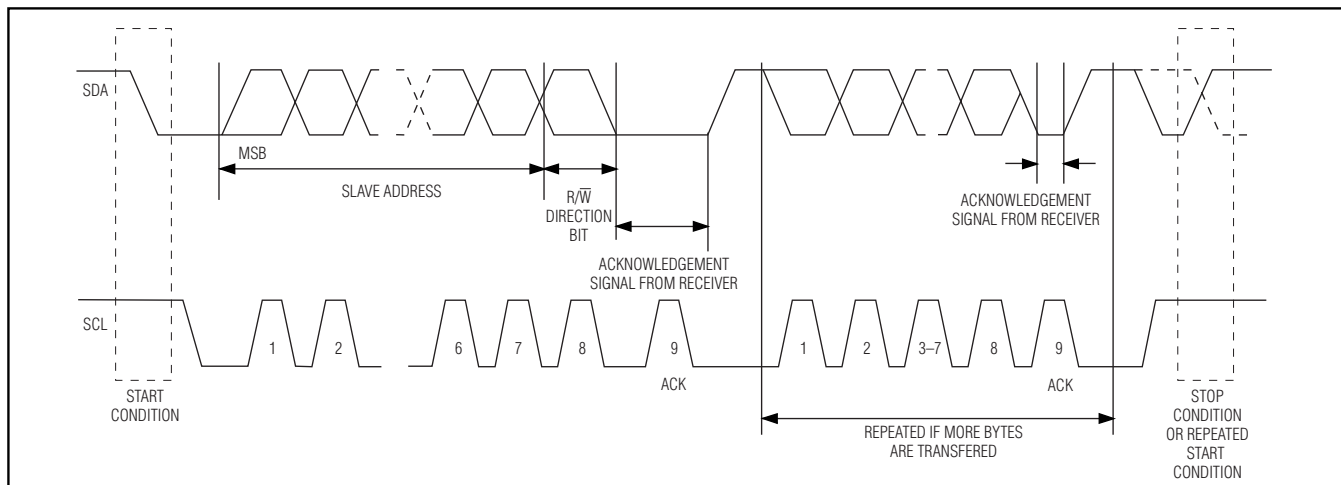 SDA
MSB
SLAVE ADDRESS
R/W̅
DIRECTION
BIT
ACKNOWLEDGEMENT
SIGNAL FROM RECEIVER
ACKNOWLEDGEMENT
SIGNAL FROM RECEIVER
SCL
1 2 6 7 8 9 1 2 3–7 8 9
ACK ACK
START
CONDITION
REPEATED IF MORE BYTES
ARE TRANSFERED
STOP
CONDITION
OR REPEATED
START
CONDITION